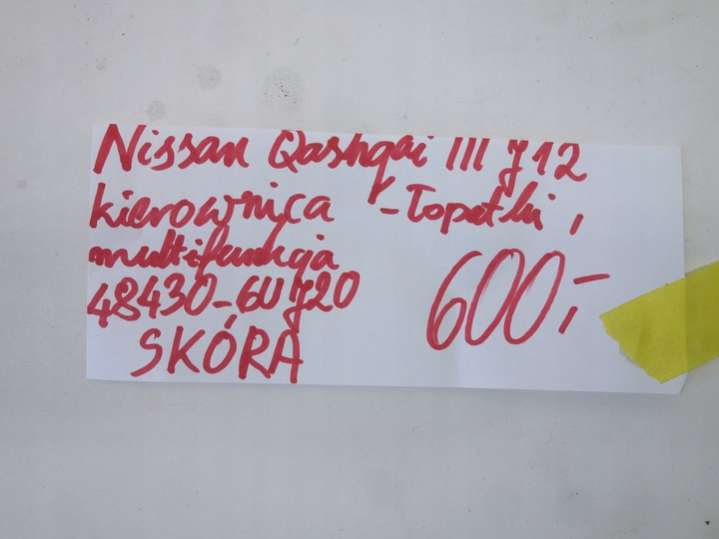 Nissan Qashqai III J12
kierownica - Łopatki,
multifunkcja
48430-6UJ20
SKÓRA
600,-